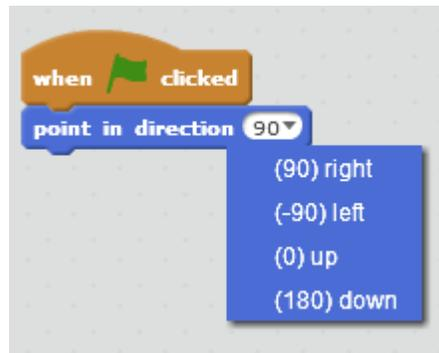 when clicked
point in direction 90
(90) right
(-90) left
(0) up
(180) down